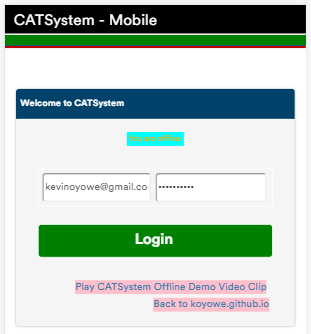 CATSystem - Mobile
Welcome to CATSystem
kevinoyowe@gmail.co
••••••••••
Login
Play CATSystem Offline Demo Video Clip
Back to koyowe.github.io